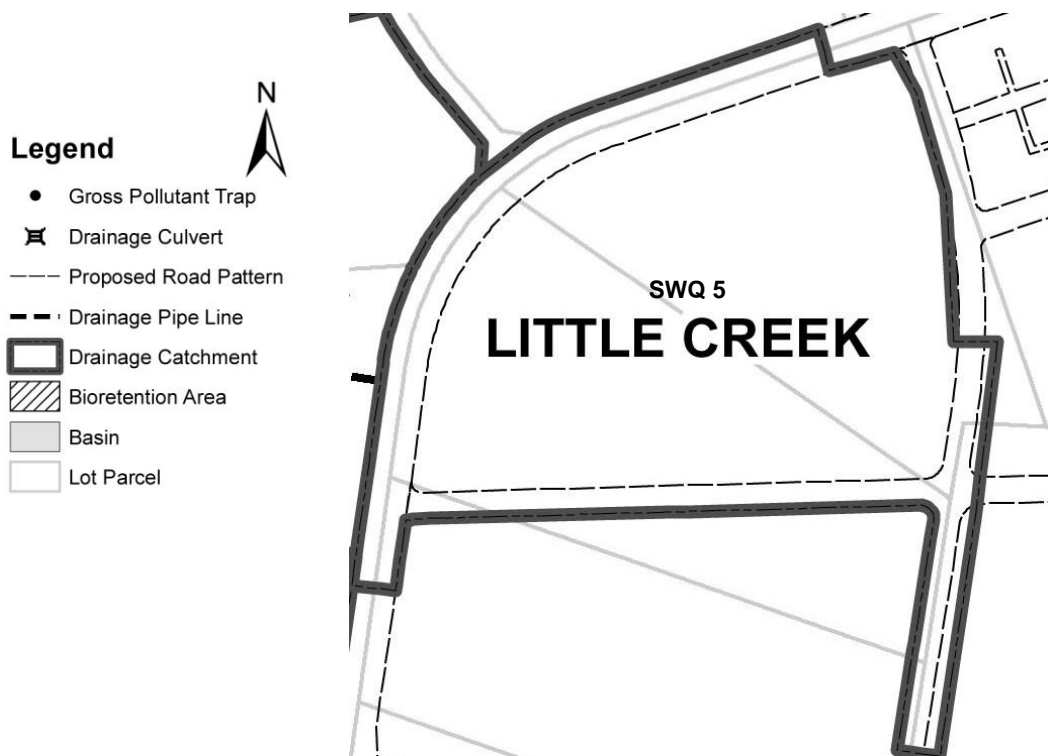 N
Legend
Gross Pollutant Trap
Drainage Culvert
Proposed Road Pattern
Drainage Pipe Line
Drainage Catchment
Bioretention Area
Basin
Lot Parcel
SWQ 5
LITTLE CREEK